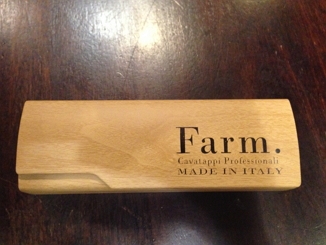 Farm.
Cavatappi Professionali
MADE IN ITALY